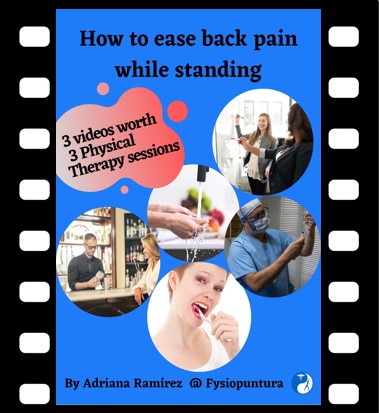 How to ease back pain
while standing
3 videos worth
3 Physical
Therapy sessions
By Adriana Ramírez @ Fysiopuntura